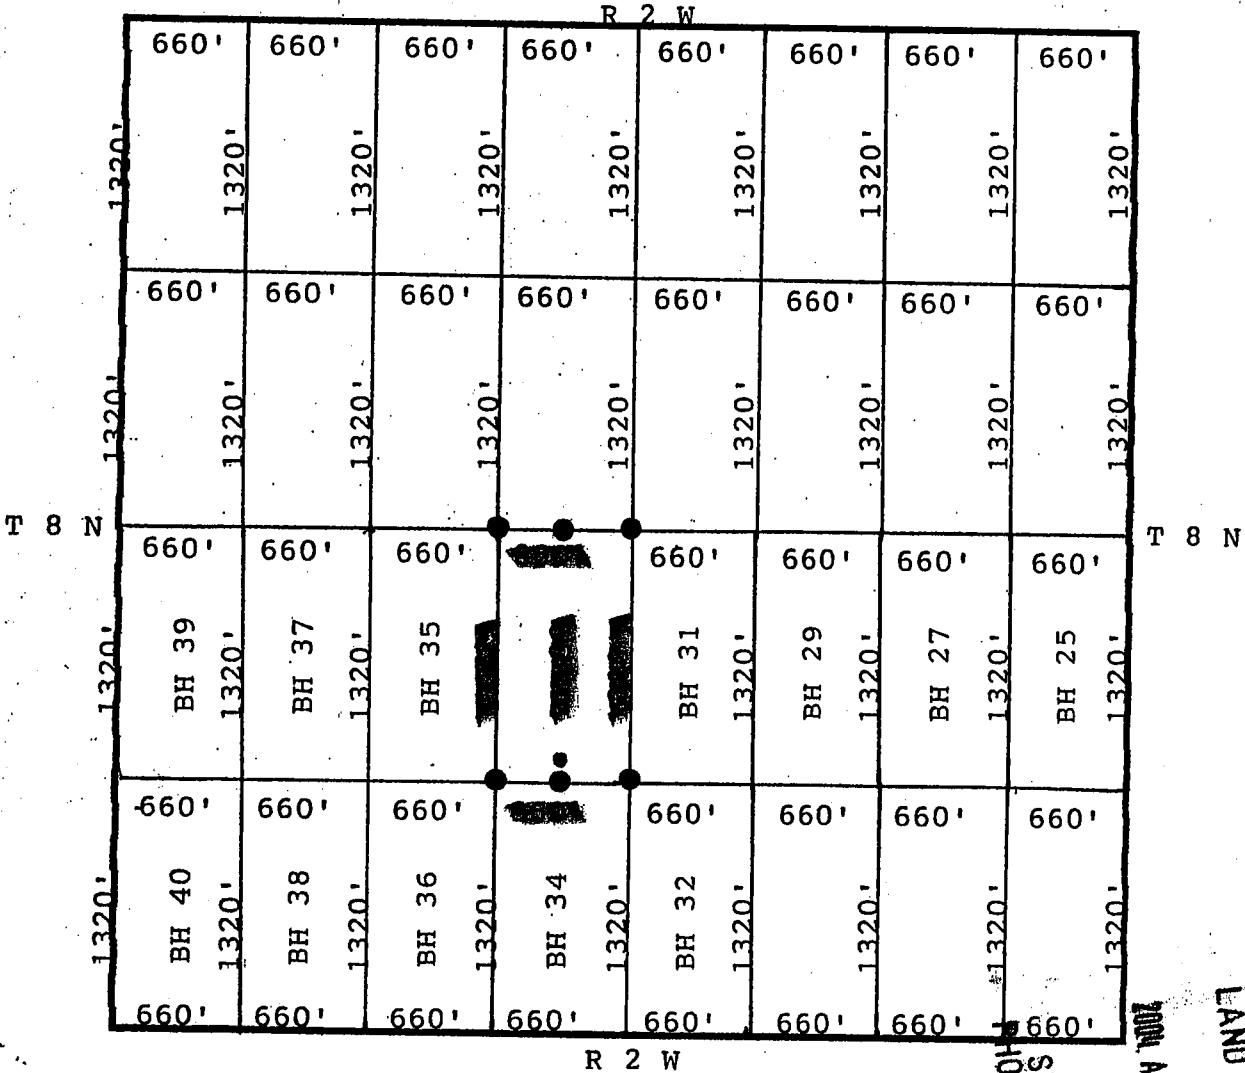 R 2 W
660' 660' 660' 660' 660' 660' 660' 660'
1320' 1320' 1320' 1320' 1320' 1320' 1320' 1320' 1320'
660' 660' 660' 660' 660' 660' 660' 660'
1320' 1320' 1320' 1320' 1320' 1320' 1320' 1320' 1320'
T 8 N T 8 N
660' 660' 660' 660' 660' 660' 660'
1320' BH 39 1320' BH 37 1320' BH 35 BH 31 1320' BH 29 1320' BH 27 1320' BH 25 1320'
-660' 660' 660' 660' 660' 660' 660'
1320' BH 40 1320' BH 38 1320' BH 36 1320' BH 34 1320' BH 32 1320' 1320' 1320'
660' 660' 660' 660' 660' 660' 660' 660'
R 2 W
LAND